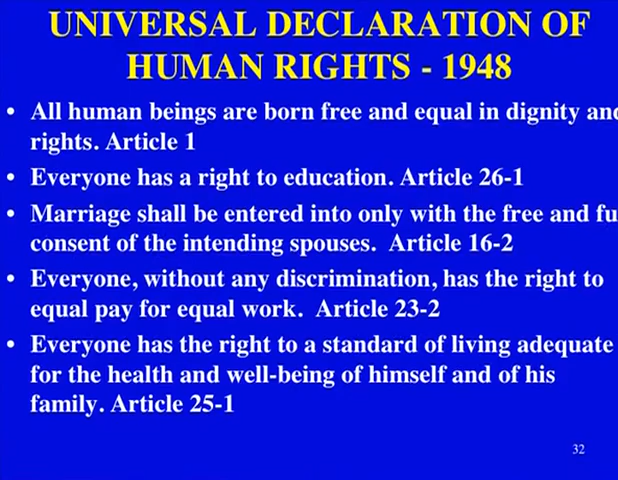 UNIVERSAL DECLARATION OF
HUMAN RIGHTS - 1948
• All human beings are born free and equal in dignity and
rights. Article 1
• Everyone has a right to education. Article 26-1
• Marriage shall be entered into only with the free and fu
consent of the intending spouses.  Article 16-2
• Everyone, without any discrimination, has the right to
equal pay for equal work.  Article 23-2
• Everyone has the right to a standard of living adequate
for the health and well-being of himself and of his
family. Article 25-1
32